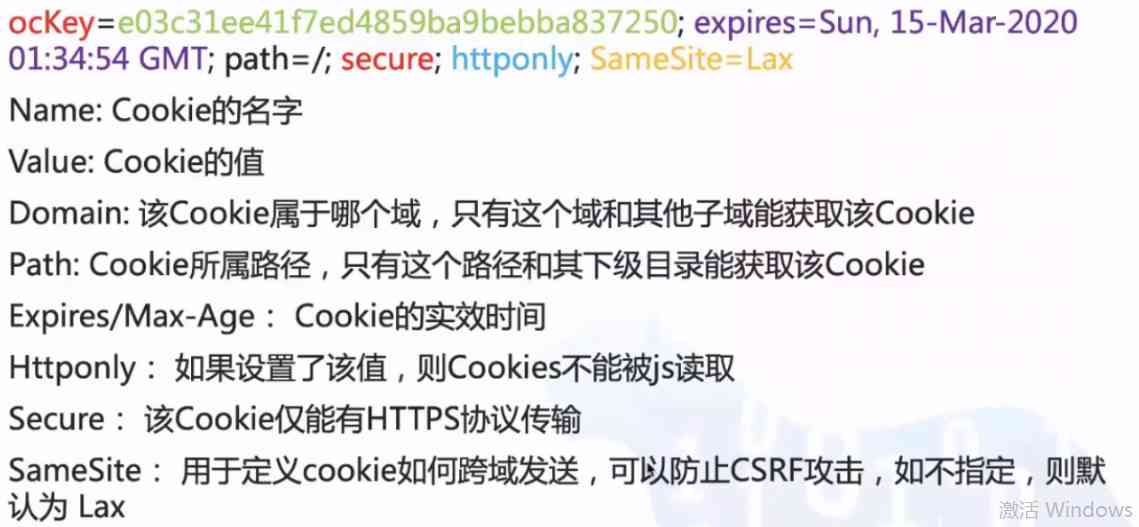 ocKey=e03c31ee41f7ed4859ba9bebba837250; expires=Sun, 15-Mar-2020
01:34:54 GMT; path=/; secure; httponly; SameSite=Lax
Name: Cookie的名字
Value: Cookie的值
Domain: 该Cookie属于哪个域，只有这个域和其他子域能获取该Cookie
Path: Cookie所属路径，只有这个路径和其下级目录能获取该Cookie
Expires/Max-Age： Cookie的实效时间
Httponly： 如果设置了该值，则Cookies不能被js读取
Secure： 该Cookie仅能有HTTPS协议传输
SameSite： 用于定义cookie如何跨域发送，可以防止CSRF攻击，如不指定，则默
认为 Lax
激活 Windows